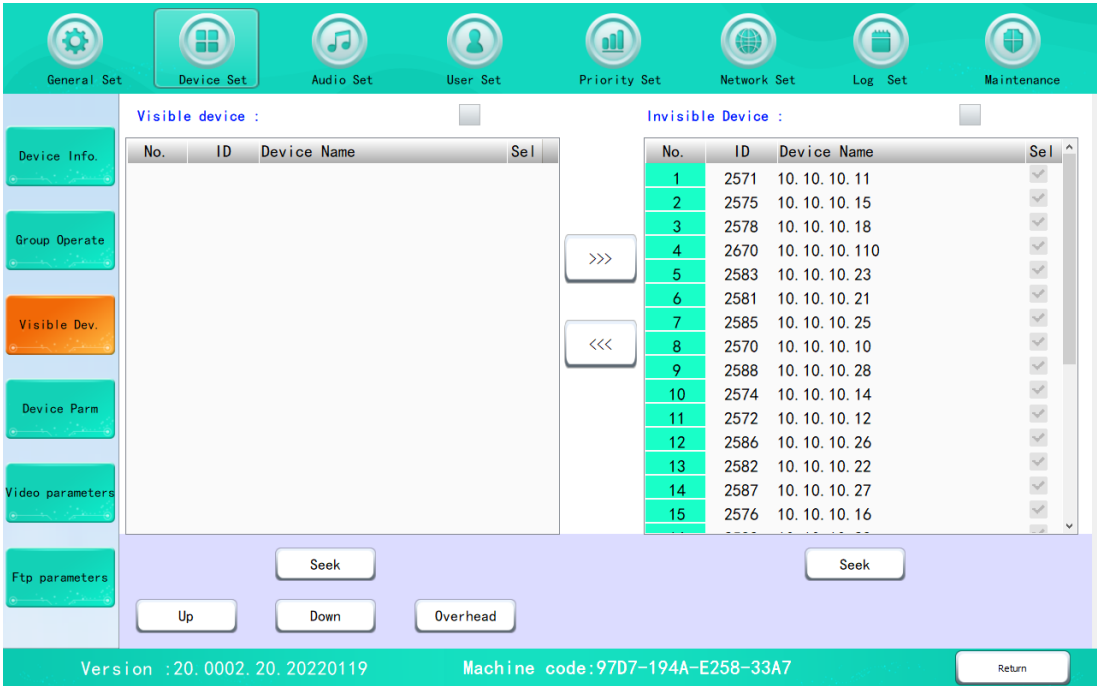 General Set Device Set Audio Set User Set Priority Set Network Set Log Set Maintenance
Visible device : Invisible Device :
No. ID Device Name Sel No. ID Device Name Sel
Device Info.
Group Operate
Visible Dev.
Device Parm
Video parameters
Ftp parameters
>>>
<<<
1 2571 10.10.10.11
2 2575 10.10.10.15
3 2578 10.10.10.18
4 2670 10.10.10.110
5 2583 10.10.10.23
6 2581 10.10.10.21
7 2585 10.10.10.25
8 2570 10.10.10.10
9 2588 10.10.10.28
10 2574 10.10.10.14
11 2572 10.10.10.12
12 2586 10.10.10.26
13 2582 10.10.10.22
14 2587 10.10.10.27
15 2576 10.10.10.16
Seek Seek
Up Down Overhead
Version :20.0002.20.20220119 Machine code:97D7-194A-E258-33A7 Return